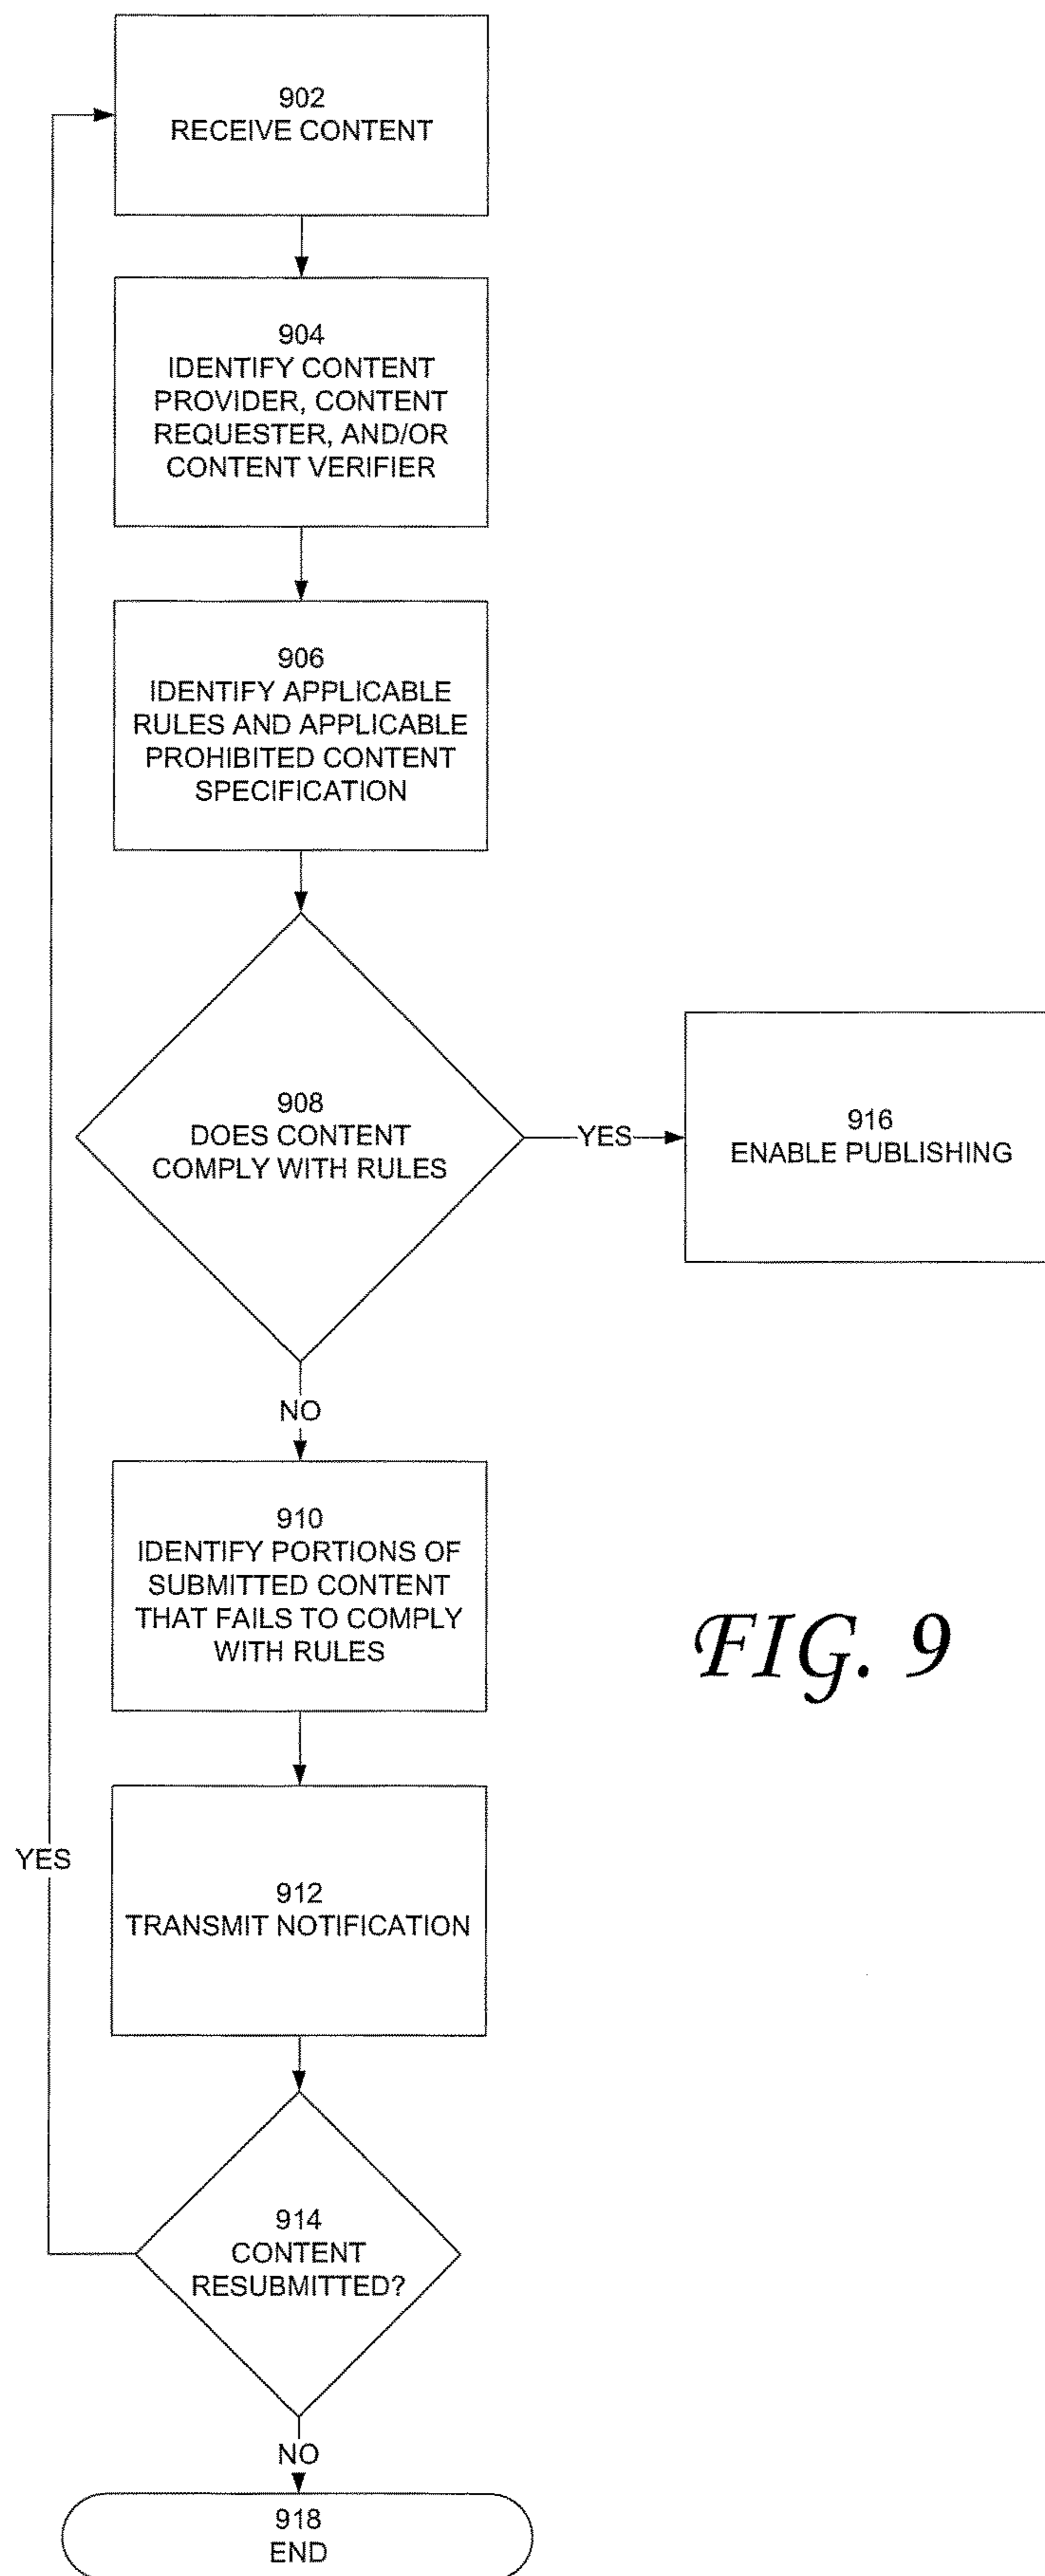 902
RECEIVE CONTENT
904
IDENTIFY CONTENT
PROVIDER, CONTENT
REQUESTER, AND/OR
CONTENT VERIFIER
906
IDENTIFY APPLICABLE
RULES AND APPLICABLE
PROHIBITED CONTENT
SPECIFICATION
908
DOES CONTENT
COMPLY WITH RULES
YES
916
ENABLE PUBLISHING
NO
910
IDENTIFY PORTIONS OF
SUBMITTED CONTENT
THAT FAILS TO COMPLY
WITH RULES
FIG. 9
YES
912
TRANSMIT NOTIFICATION
914
CONTENT
RESUBMITTED?
NO
918
END